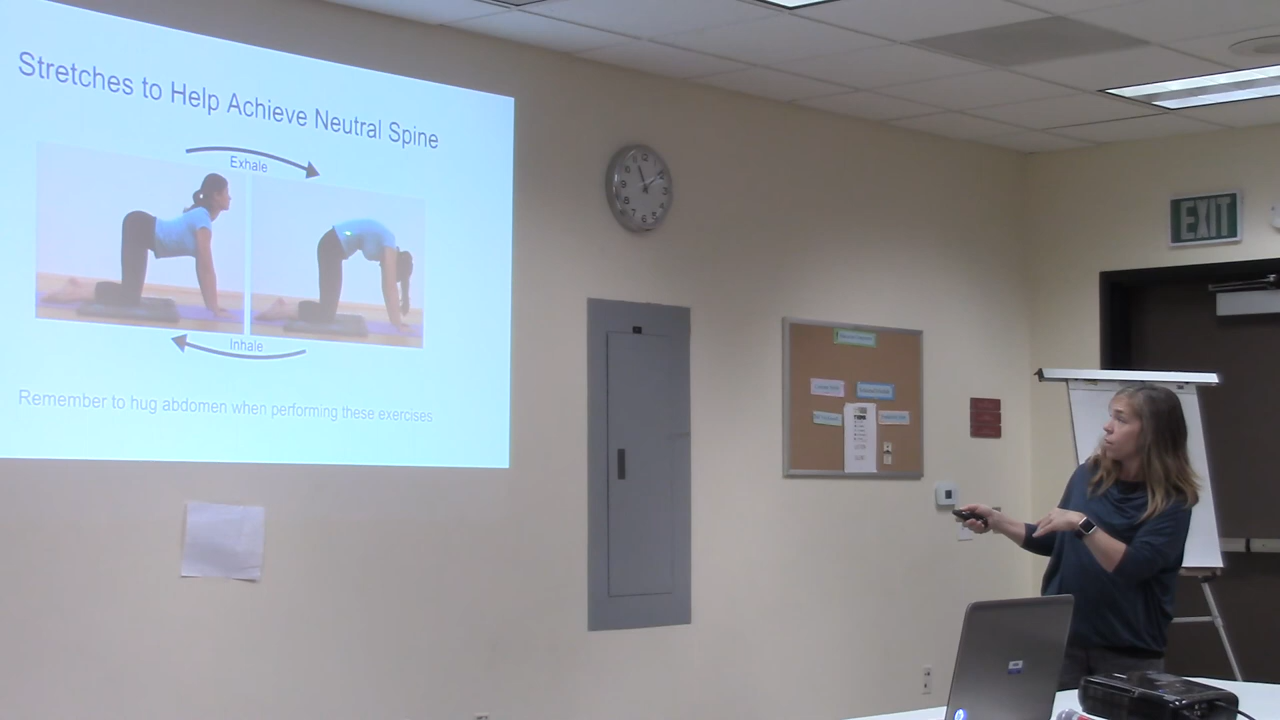 Stretches to Help Achieve Neutral Spine
Exhale
Inhale
Remember to hug abdomen when performing these exercises
EXIT